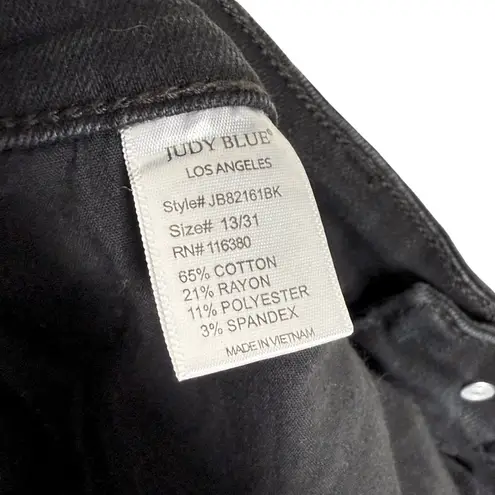 JUDY BLUE®
LOS ANGELES
Style# JB82161BK
Size# 13/31
RN# 116380
65% COTTON
21% RAYON
11% POLYESTER
3% SPANDEX
MADE IN VIETNAM